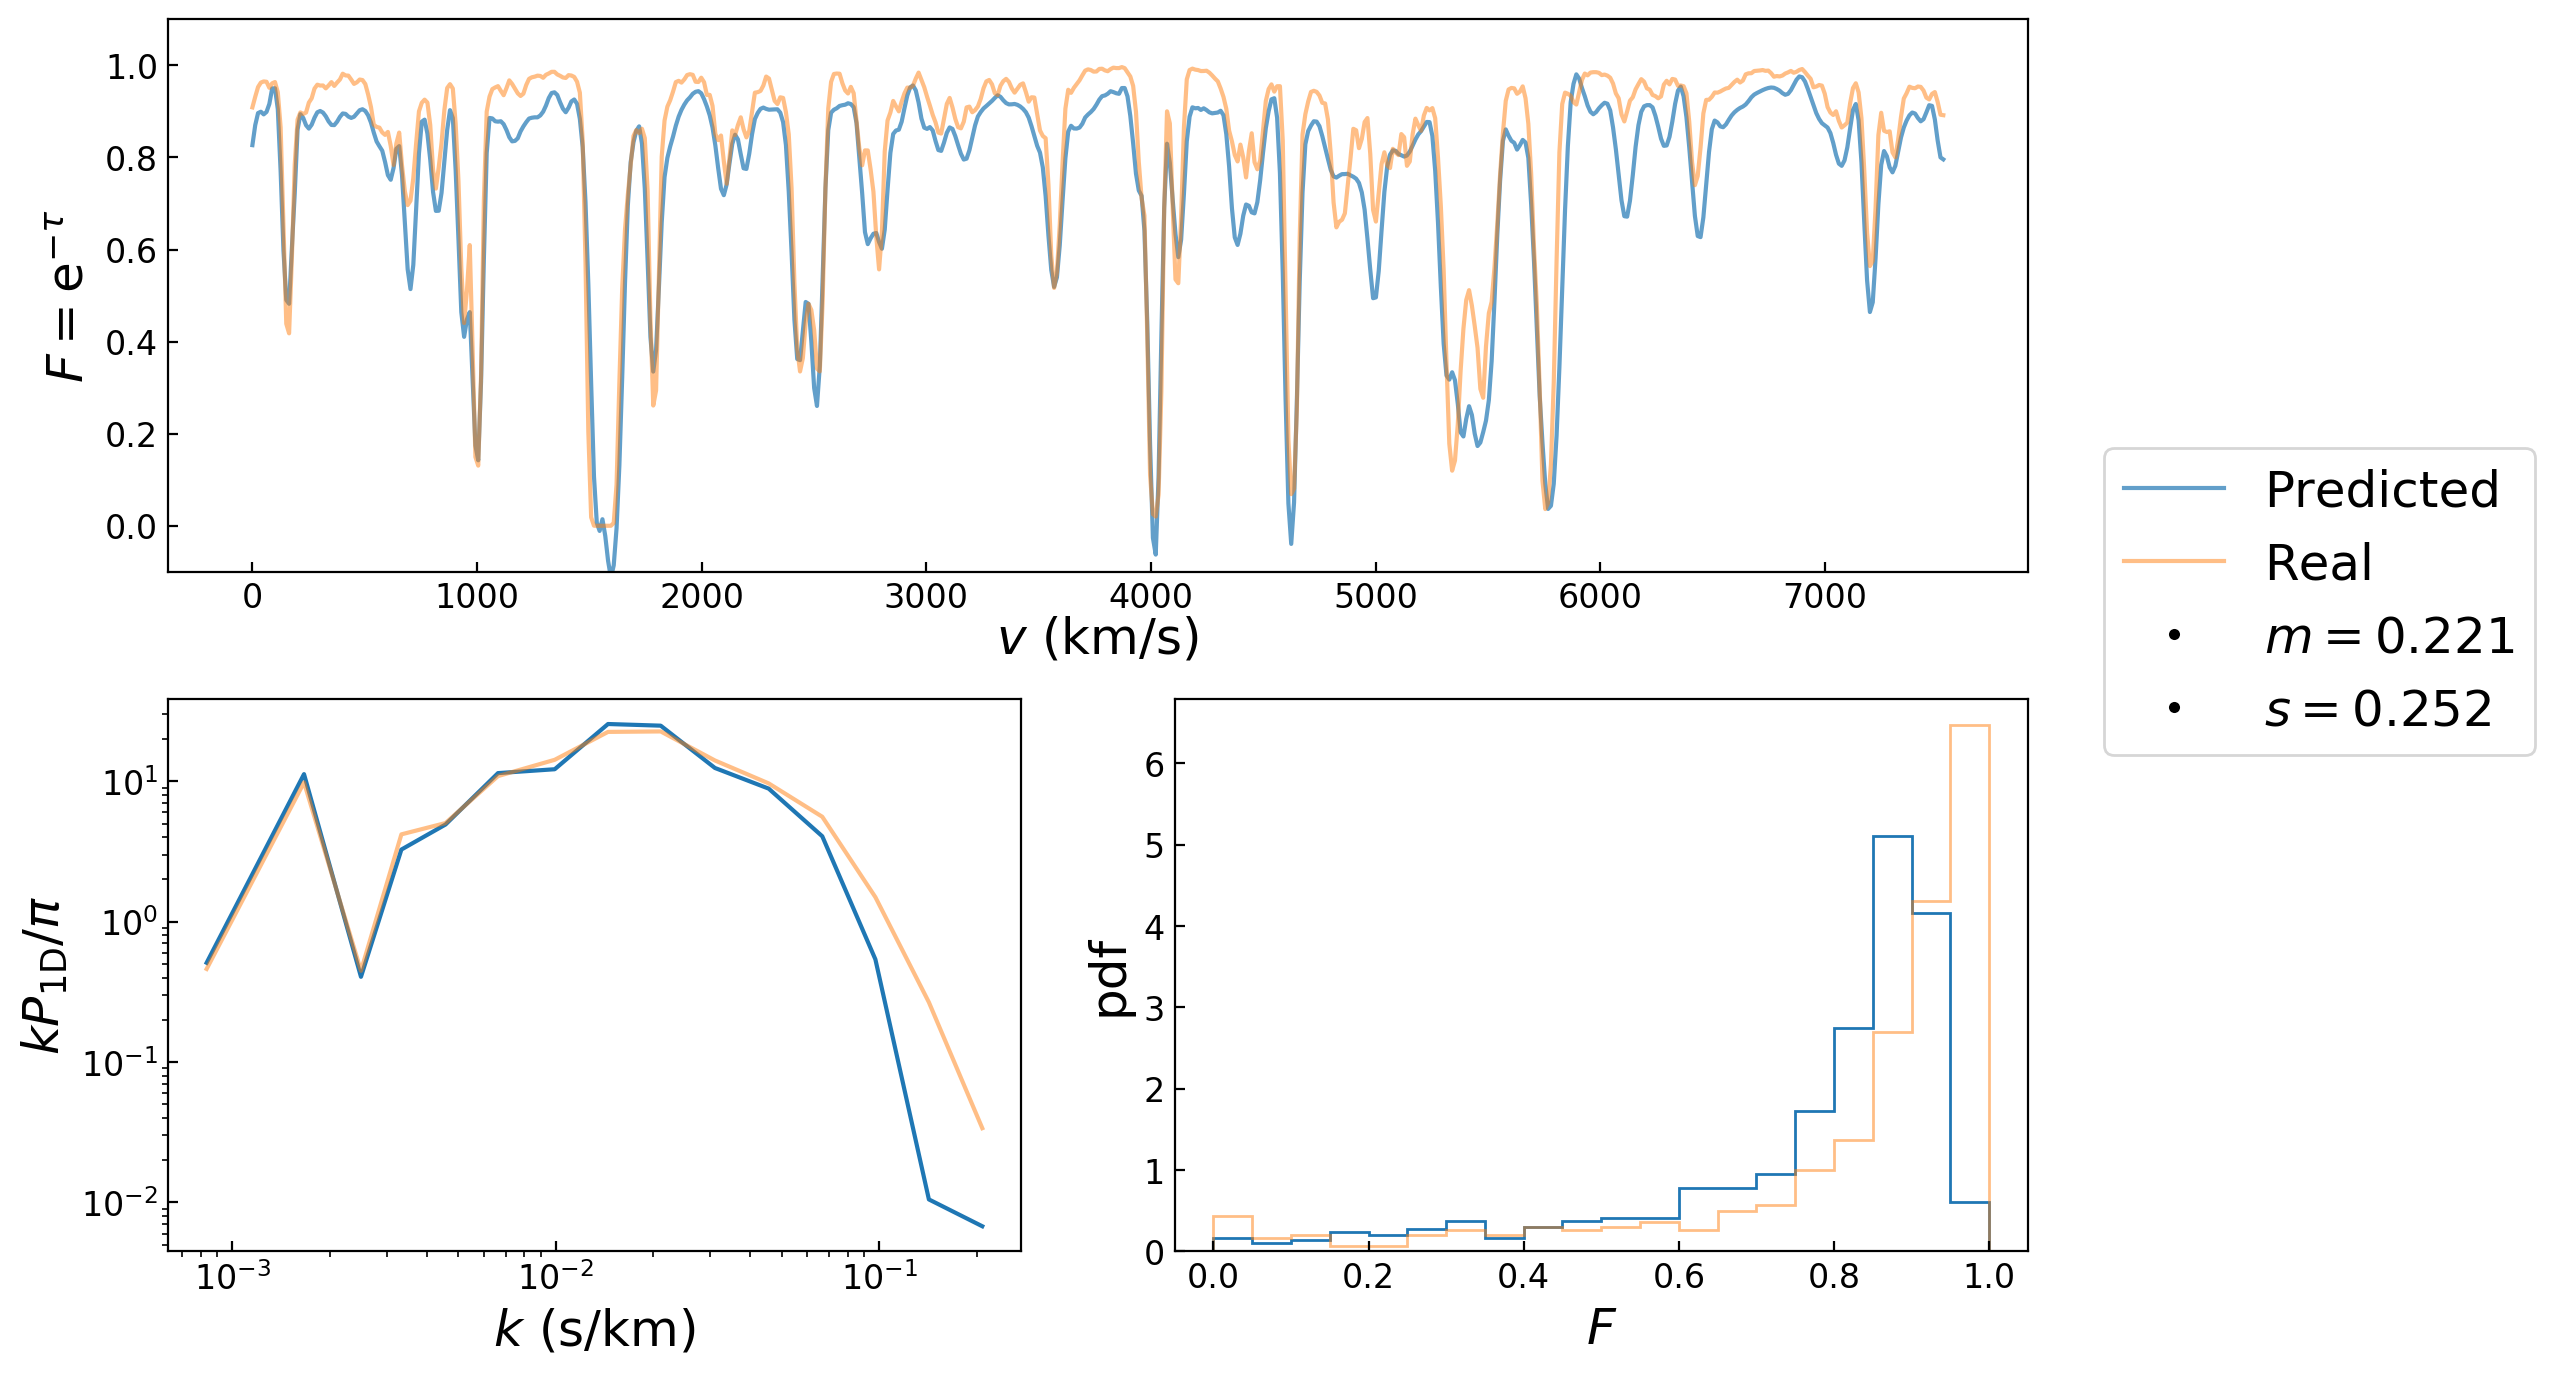 1.0
0.8
0.6
0.4
0.2
0.0
F = e^{-τ}
0 1000 2000 3000 4000 5000 6000 7000
v (km/s)
Predicted
Real
m = 0.221
s = 0.252
10^1
10^0
10^{-1}
10^{-2}
kP_{1D}/π
10^{-3} 10^{-2} 10^{-1}
k (s/km)
6
5
4
3
2
1
0
pdf
0.0 0.2 0.4 0.6 0.8 1.0
F